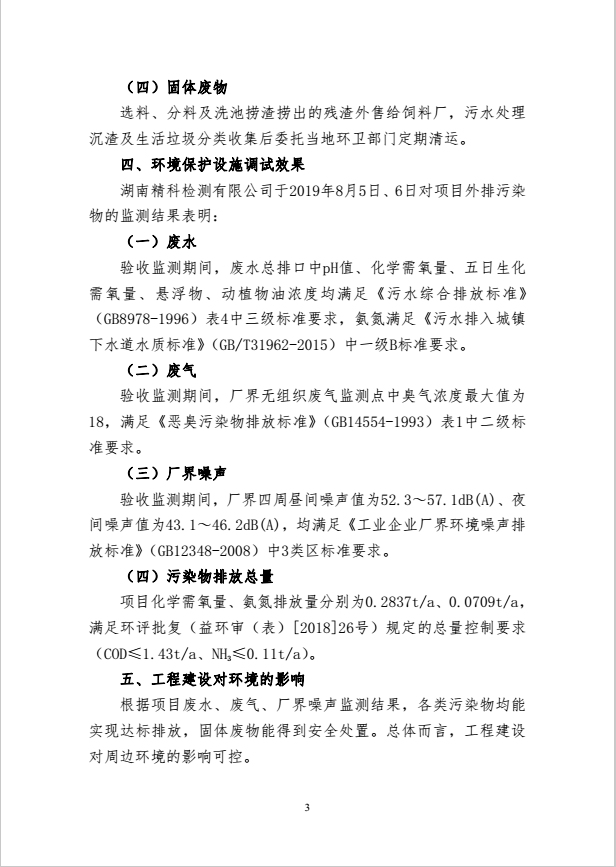 （四）固体废物
选料、分料及洗池捞渣捞出的残渣外售给饲料厂，污水处理
沉渣及生活垃圾分类收集后委托当地环卫部门定期清运。
四、环境保护设施调试效果
湖南精科检测有限公司于2019年8月5日、6日对项目外排污染
物的监测结果表明：
（一）废水
验收监测期间，废水总排口中pH值、化学需氧量、五日生化
需氧量、悬浮物、动植物油浓度均满足《污水综合排放标准》
（GB8978-1996）表4中三级标准要求，氨氮满足《污水排入城镇
下水道水质标准》（GB/T31962-2015）中一级B标准要求。
（二）废气
验收监测期间，厂界无组织废气监测点中臭气浓度最大值为
18，满足《恶臭污染物排放标准》（GB14554-1993）表1中二级标
准要求。
（三）厂界噪声
验收监测期间，厂界四周昼间噪声值为52.3～57.1dB(A)、夜
间噪声值为43.1～46.2dB(A)，均满足《工业企业厂界环境噪声排
放标准》（GB12348-2008）中3类区标准要求。
（四）污染物排放总量
项目化学需氧量、氨氮排放量分别为0.2837t/a、0.0709t/a，
满足环评批复（益环审（表）[2018]26号）规定的总量控制要求
（COD≤1.43t/a、NH₃≤0.11t/a）。
五、工程建设对环境的影响
根据项目废水、废气、厂界噪声监测结果，各类污染物均能
实现达标排放，固体废物能得到安全处置。总体而言，工程建设
对周边环境的影响可控。
3